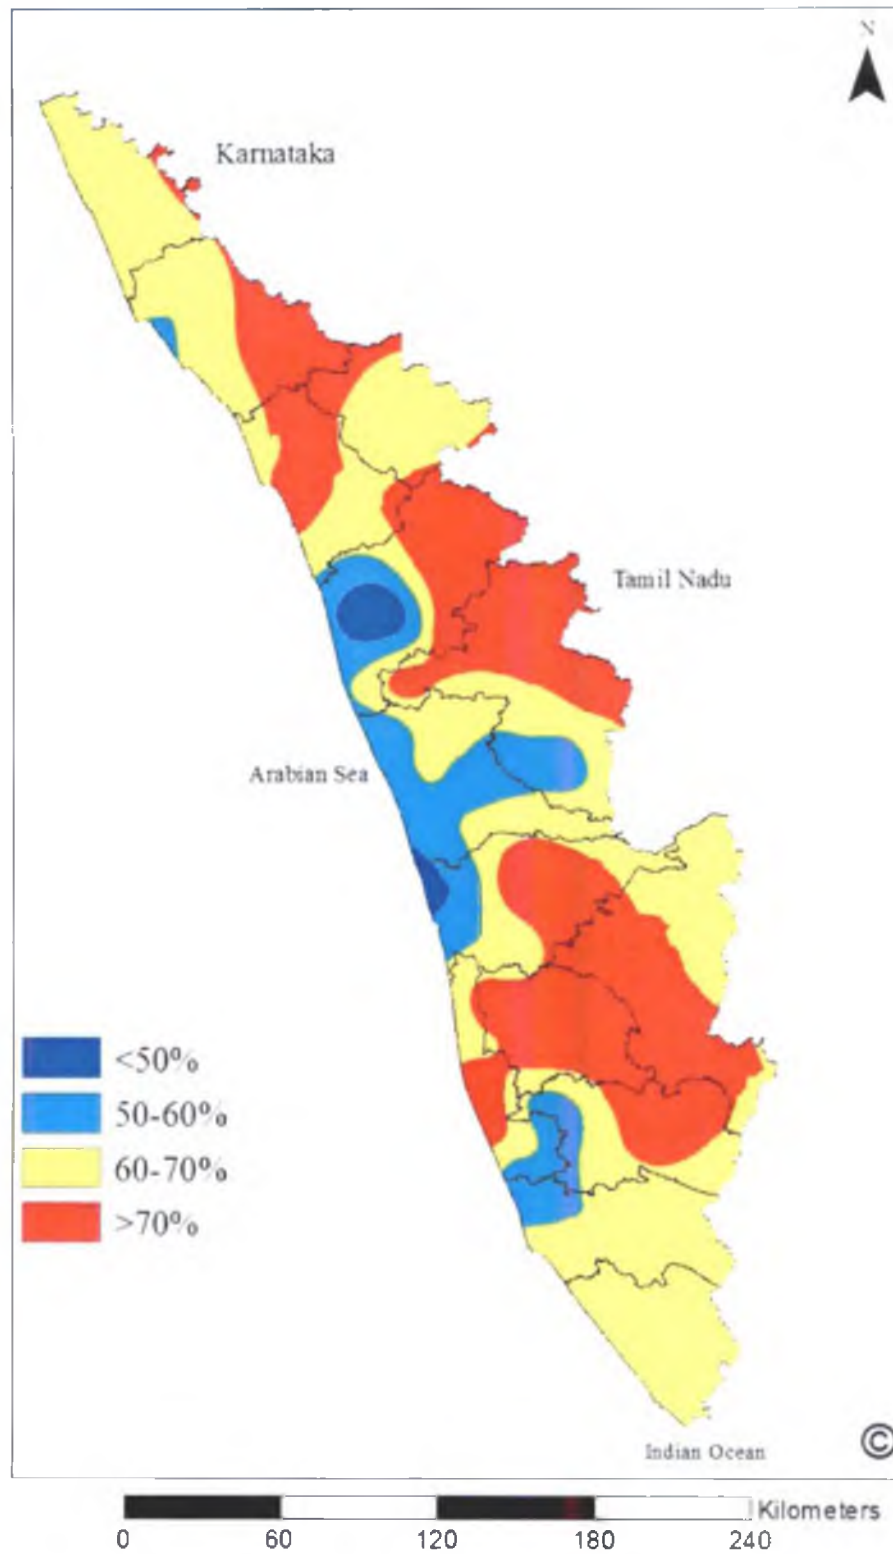 N
Karnataka
Tamil Nadu
Arabian Sea
<50%
50-60%
60-70%
>70%
©
Indian Ocean
Kilometers
0 60 120 180 240